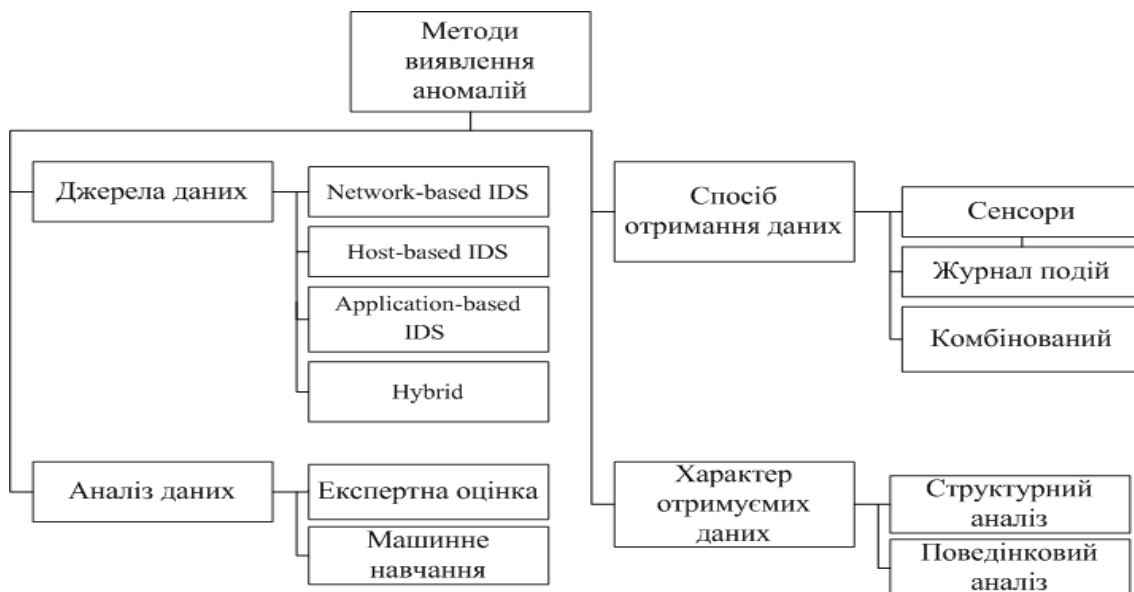 Методи
виявлення
аномалій
Джерела даних
Network-based IDS
Host-based IDS
Application-based
IDS
Hybrid
Аналіз даних
Експертна оцінка
Машинне
навчання
Спосіб
отримання даних
Сенсори
Журнал подій
Комбінований
Характер
отримуємих
даних
Структурний
аналіз
Поведінковий
аналіз